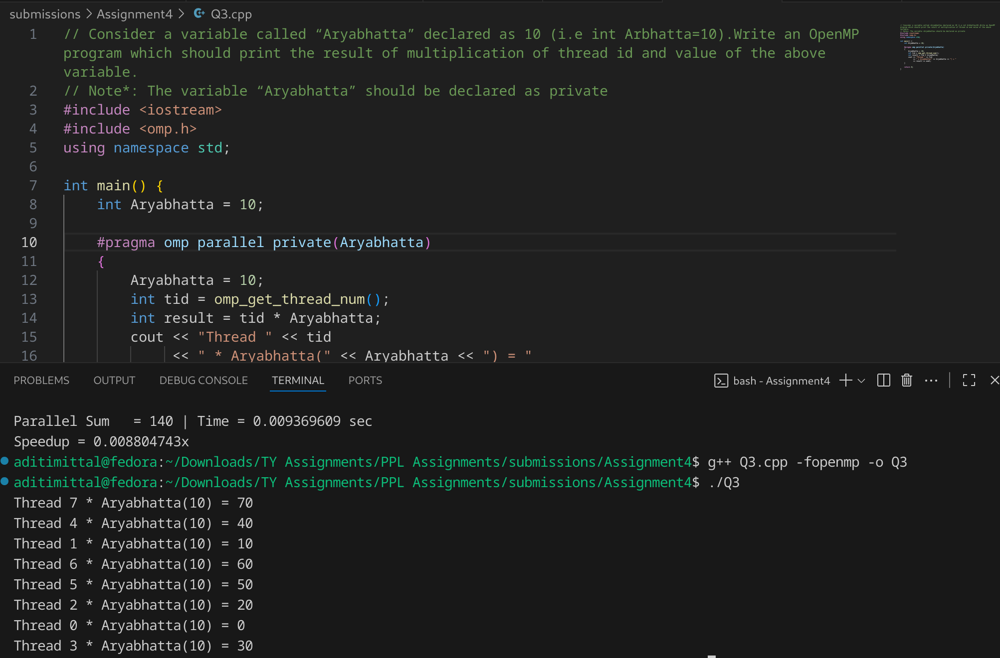 submissions > Assignment4 > Q3.cpp
1 // Consider a variable called “Aryabhatta” declared as 10 (i.e int Arbhatta=10).Write an OpenMP
program which should print the result of multiplication of thread id and value of the above
variable.
2 // Note*: The variable “Aryabhatta” should be declared as private
3 #include <iostream>
4 #include <omp.h>
5 using namespace std;
6
7 int main() {
8     int Aryabhatta = 10;
9
10     #pragma omp parallel private(Aryabhatta)
11     {
12         Aryabhatta = 10;
13         int tid = omp_get_thread_num();
14         int result = tid * Aryabhatta;
15         cout << "Thread " << tid
16              << " * Aryabhatta(" << Aryabhatta << ") = "
PROBLEMS OUTPUT DEBUG CONSOLE TERMINAL PORTS bash - Assignment4
Parallel Sum   = 140 | Time = 0.009369609 sec
Speedup = 0.008804743x
aditimittal@fedora:~/Downloads/TY Assignments/PPL Assignments/submissions/Assignment4$ g++ Q3.cpp -fopenmp -o Q3
aditimittal@fedora:~/Downloads/TY Assignments/PPL Assignments/submissions/Assignment4$ ./Q3
Thread 7 * Aryabhatta(10) = 70
Thread 4 * Aryabhatta(10) = 40
Thread 1 * Aryabhatta(10) = 10
Thread 6 * Aryabhatta(10) = 60
Thread 5 * Aryabhatta(10) = 50
Thread 2 * Aryabhatta(10) = 20
Thread 0 * Aryabhatta(10) = 0
Thread 3 * Aryabhatta(10) = 30